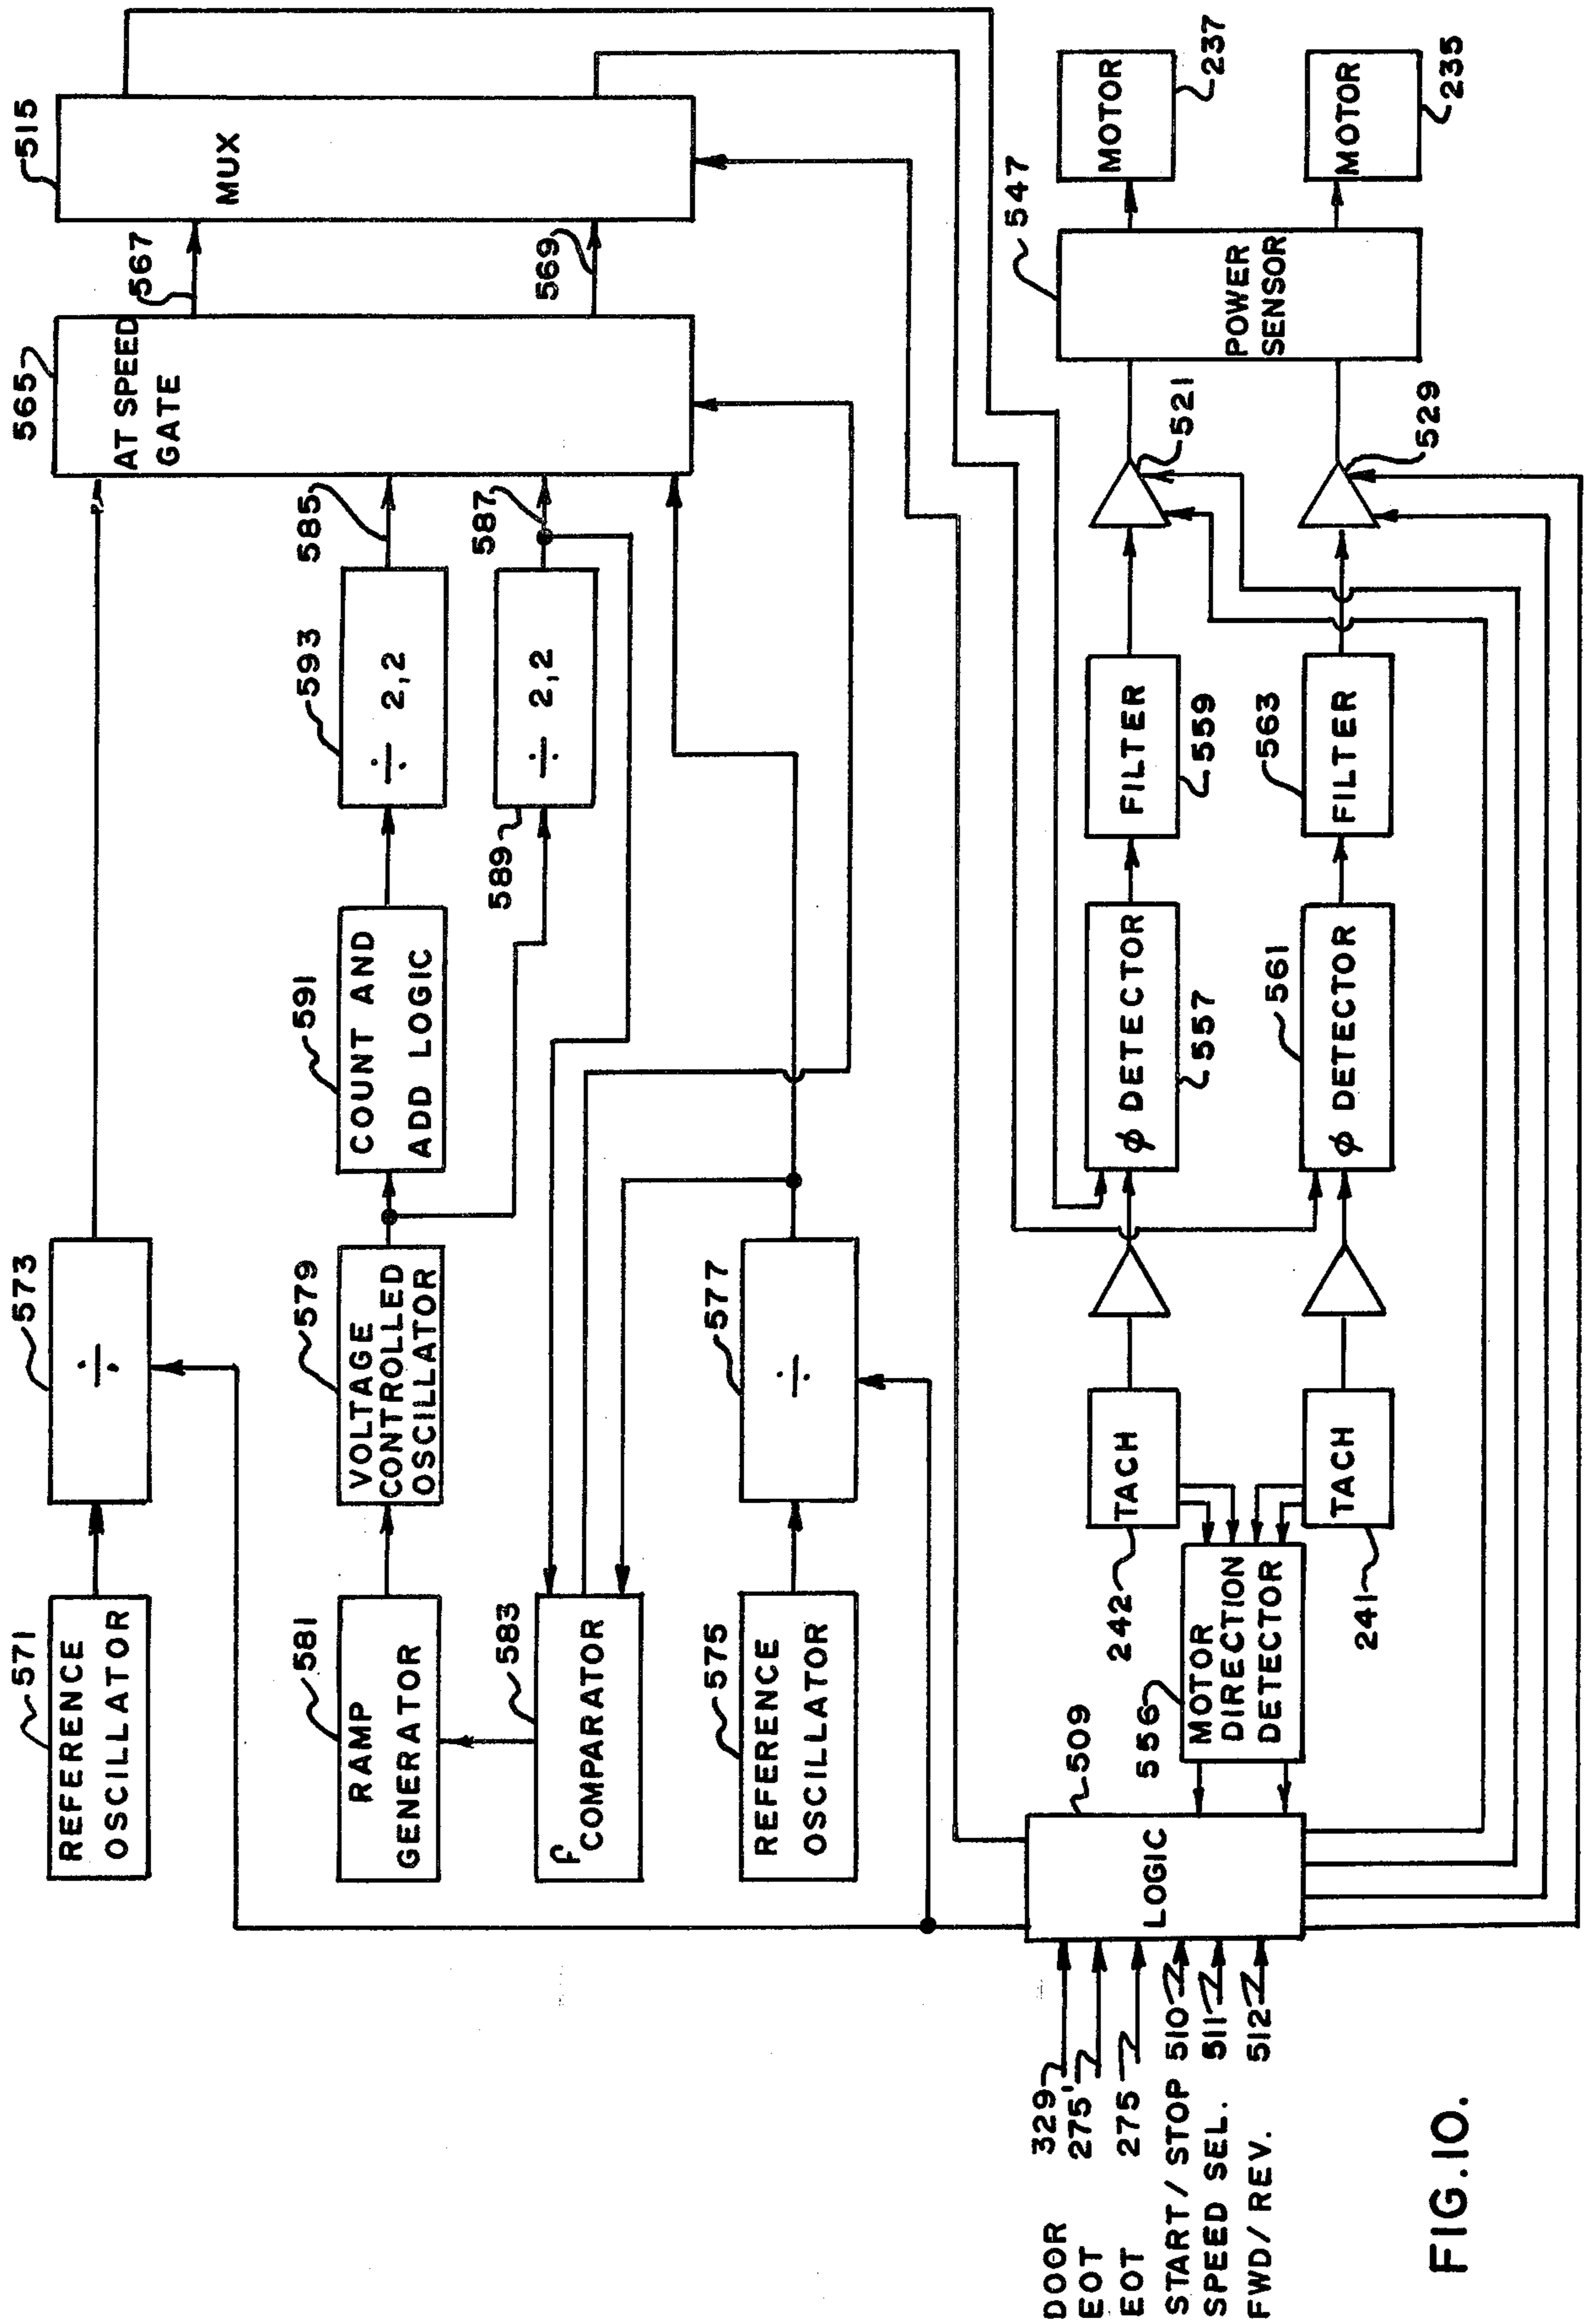 571
REFERENCE
OSCILLATOR
573
÷
565
AT SPEED
GATE
567
569
515
MUX
581
RAMP
GENERATOR
579
VOLTAGE
CONTROLLED
OSCILLATOR
591
COUNT AND
ADD LOGIC
593
÷ 2,2
585
583
f COMPARATOR
589
÷ 2,2
587
575
REFERENCE
OSCILLATOR
577
÷
DOOR 329
EOT 275'
EOT 275
START/STOP 510
SPEED SEL. 511
FWD/REV. 512
509
LOGIC
556
MOTOR
DIRECTION
DETECTOR
242
TACH
241
TACH
ϕ DETECTOR
557
561
ϕ DETECTOR
FILTER
559
563
FILTER
521
529
547
POWER
SENSOR
MOTOR
237
MOTOR
235
FIG.10.